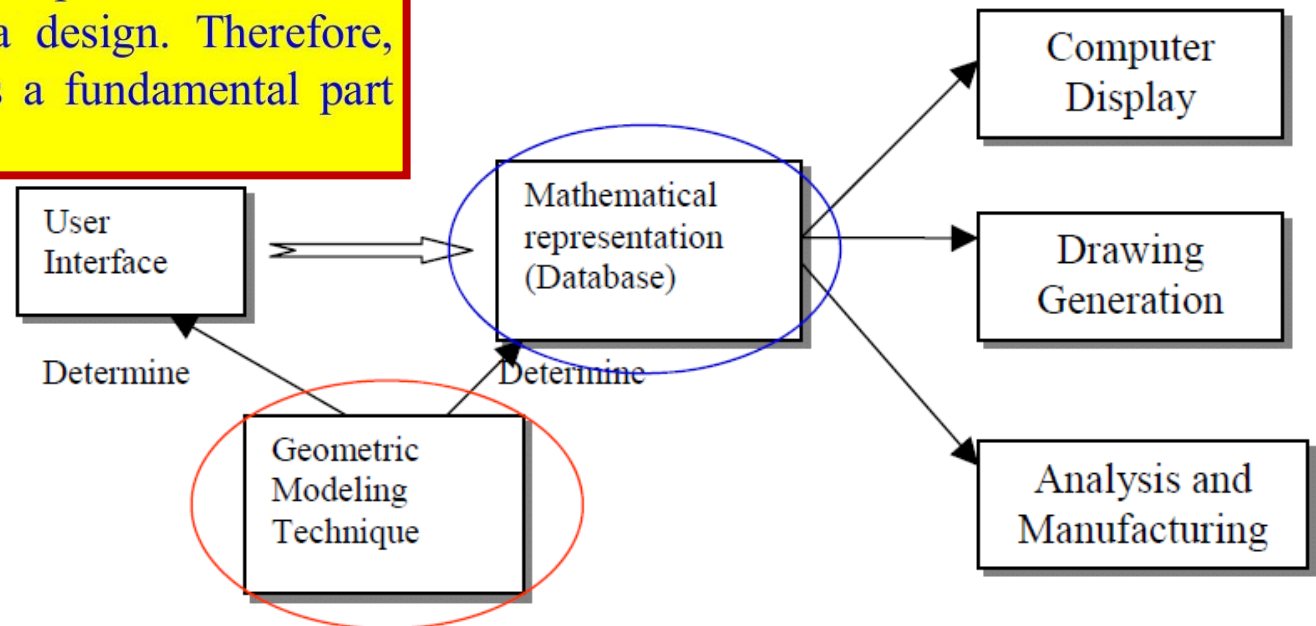 a design. Therefore,
a fundamental part
Computer
Display
User
Interface
Mathematical
representation
(Database)
Drawing
Generation
Determine
Determine
Geometric
Modeling
Technique
Analysis and
Manufacturing